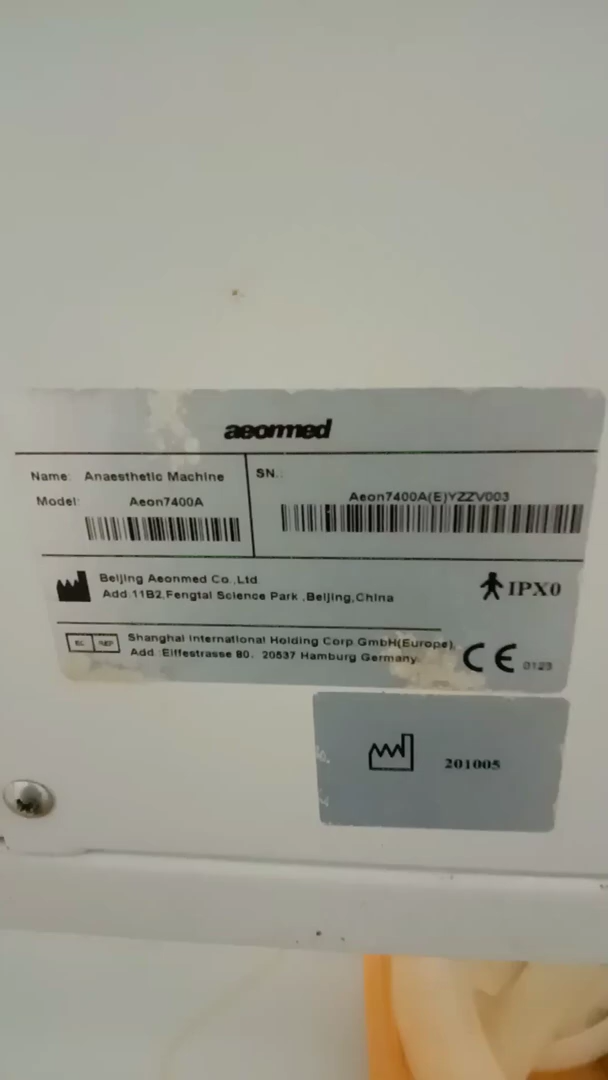 aeonmed
Name: Anaesthetic Machine
Model: Aeon7400A
SN.:
Aeon7400A(E)YZZV003
Beijing Aeonmed Co.,Ltd
Add:11B2,Fengtai Science Park ,Beijing,China
IPX0
EC REP
Shanghai International Holding Corp.GmbH(Europe)
Add :Eiffestrasse 80, 20537 Hamburg Germany
CE 0123
201005